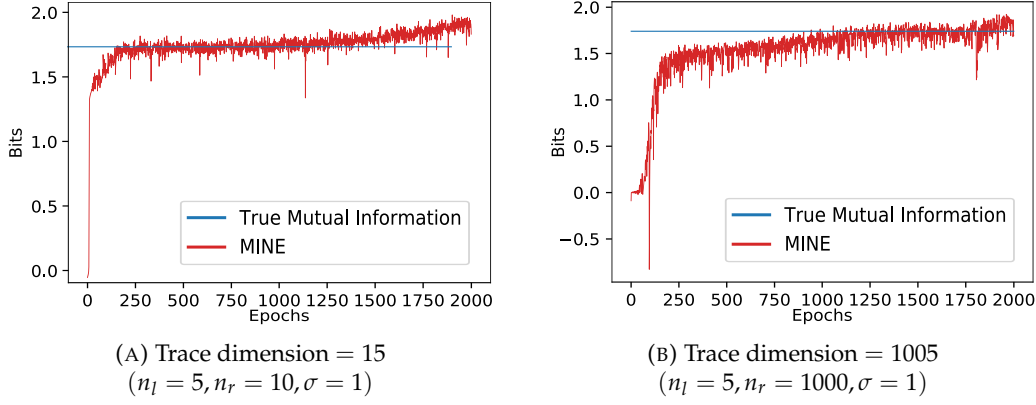 2.0
1.5
1.0
0.5
0.0
Bits
True Mutual Information
MINE
0 250 500 750 1000 1250 1500 1750 2000
Epochs
(A) Trace dimension = 15
(n_l = 5, n_r = 10, σ = 1)
2.0
1.5
1.0
0.5
0.0
−0.5
Bits
True Mutual Information
MINE
0 250 500 750 1000 1250 1500 1750 2000
Epochs
(B) Trace dimension = 1005
(n_l = 5, n_r = 1000, σ = 1)